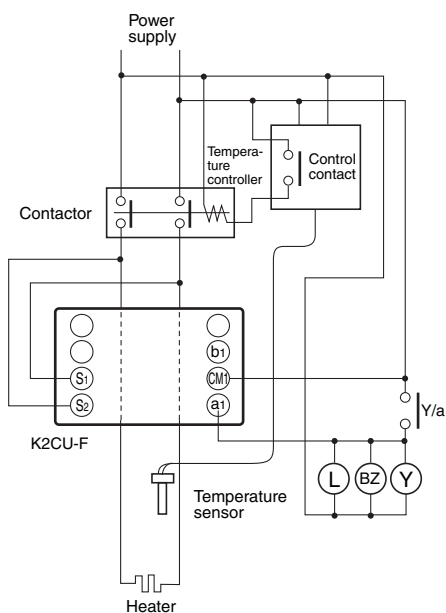 Power
supply
Tempera-
ture
controller
Control
contact
Contactor
b1
S1
CM1
S2
a1
Y/a
K2CU-F
L
BZ
Y
Temperature
sensor
Heater